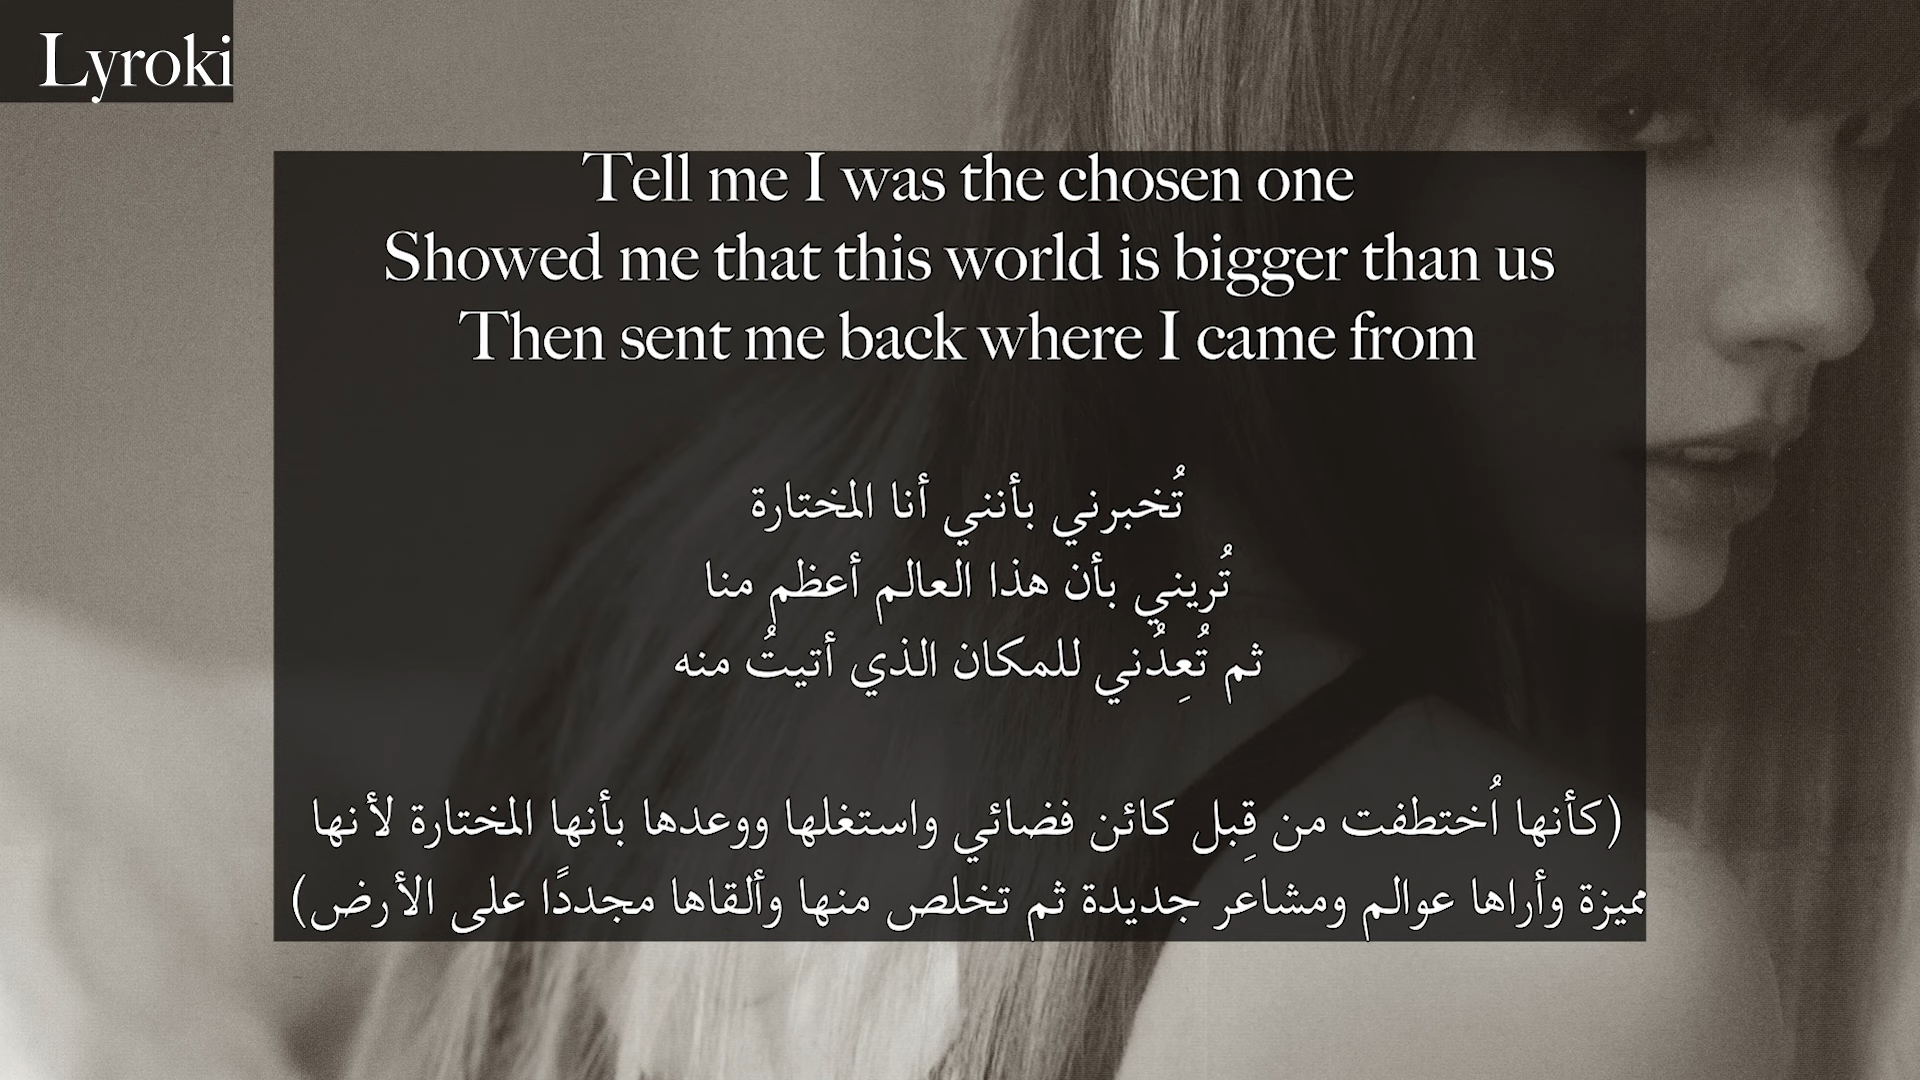 Lyroki
Tell me I was the chosen one
Showed me that this world is bigger than us
Then sent me back where I came from
تُخبرني بأنني أنا المختارة
تُريني بأن هذا العالم أعظم منا
ثم تُعِدُني للمكان الذي أتيتُ منه
(كأنها اُختطفت من قِبل كائن فضائي واستغلها ووعدها بأنها المختارة لأنها
مميزة وأراها عوالم ومشاعر جديدة ثم تخلص منها وألقاها مجددًا على الأرض)